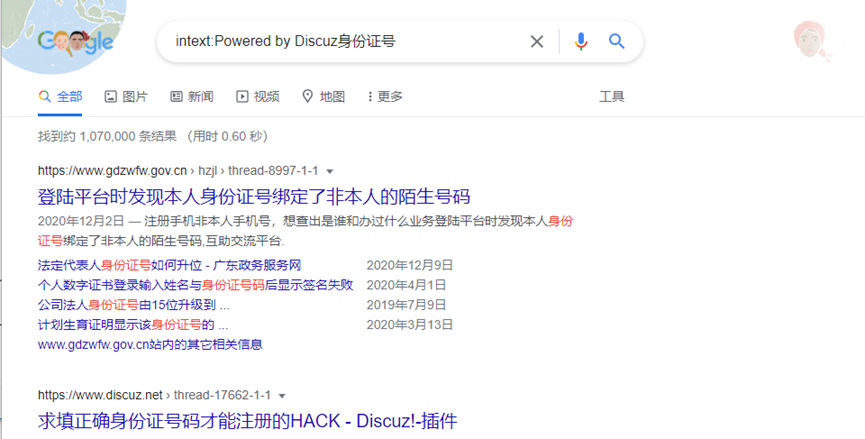 Google
intext:Powered by Discuz身份证号
全部 图片 新闻 视频 地图 更多 工具
找到约 1,070,000 条结果 （用时 0.60 秒）
https://www.gdzwfw.gov.cn › hzjl › thread-8997-1-1
登陆平台时发现本人身份证号绑定了非本人的陌生号码
2020年12月2日 — 注册手机非本人手机号，想查出是谁和办过什么业务登陆平台时发现本人身份
证号绑定了非本人的陌生号码,互助交流平台.
法定代表人身份证号如何升位 - 广东政务服务网 2020年12月9日
个人数字证书登录输入姓名与身份证号码后显示签名失败 2020年4月1日
公司法人身份证号由15位升级到 ... 2019年7月9日
计划生育证明显示该身份证号的 ... 2020年3月13日
www.gdzwfw.gov.cn站内的其它相关信息
https://www.discuz.net › thread-17662-1-1
求填正确身份证号码才能注册的HACK - Discuz!-插件